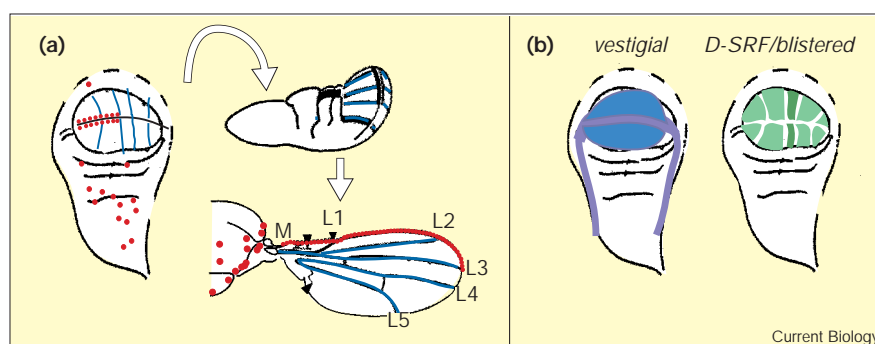 (a)
M
L1
L2
L3
L4
L5
(b)
vestigial
D-SRF/blistered
Current Biology